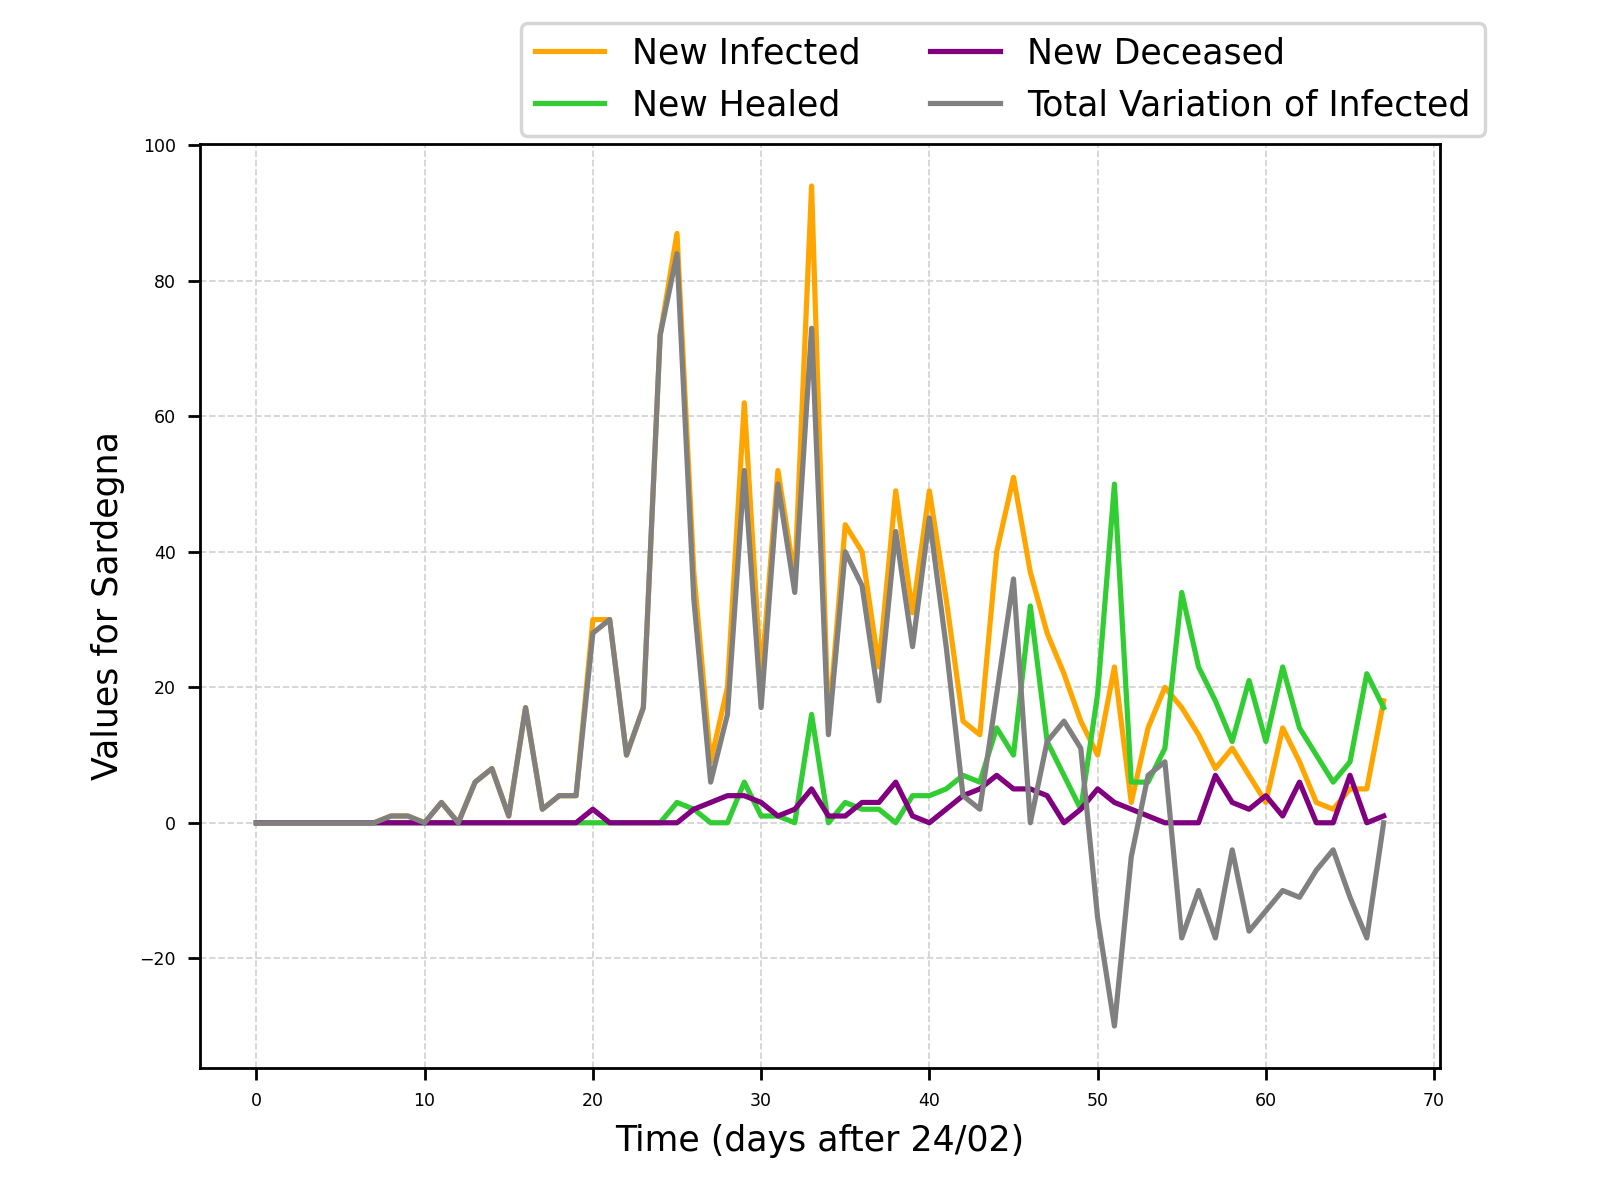 New Infected
New Healed
New Deceased
Total Variation of Infected
100
80
60
40
20
0
−20
Values for Sardegna
0 10 20 30 40 50 60 70
Time (days after 24/02)